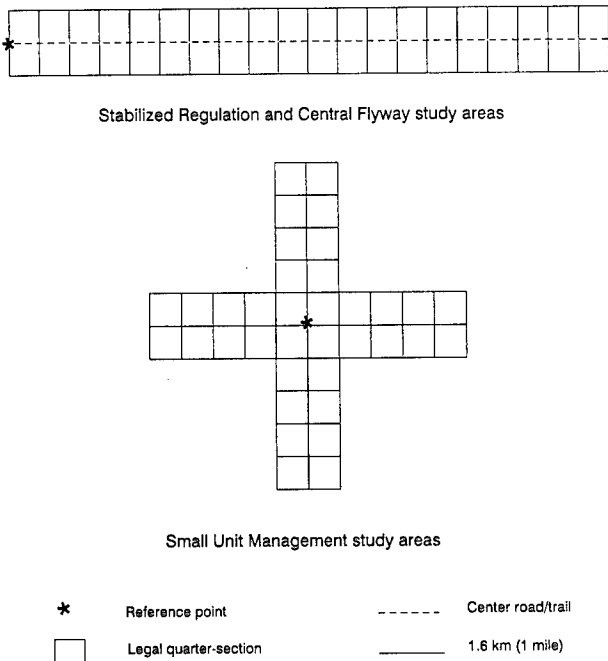 Stabilized Regulation and Central Flyway study areas
Small Unit Management study areas
* Reference point
Center road/trail
Legal quarter-section
1.6 km (1 mile)